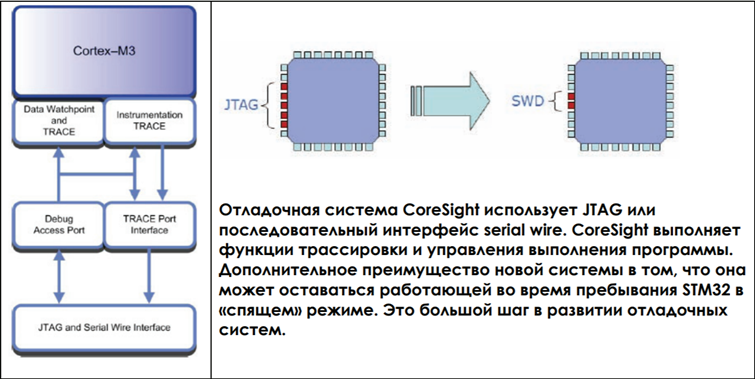 Cortex–M3
Data Watchpoint
and
TRACE
Instrumentation
TRACE
Debug
Access Port
TRACE Port
Interface
JTAG and Serial Wire Interface
JTAG
SWD
Отладочная система CoreSight использует JTAG или
последовательный интерфейс serial wire. CoreSight выполняет
функции трассировки и управления выполнения программы.
Дополнительное преимущество новой системы в том, что она
может оставаться работающей во время пребывания STM32 в
«спящем» режиме. Это большой шаг в развитии отладочных
систем.